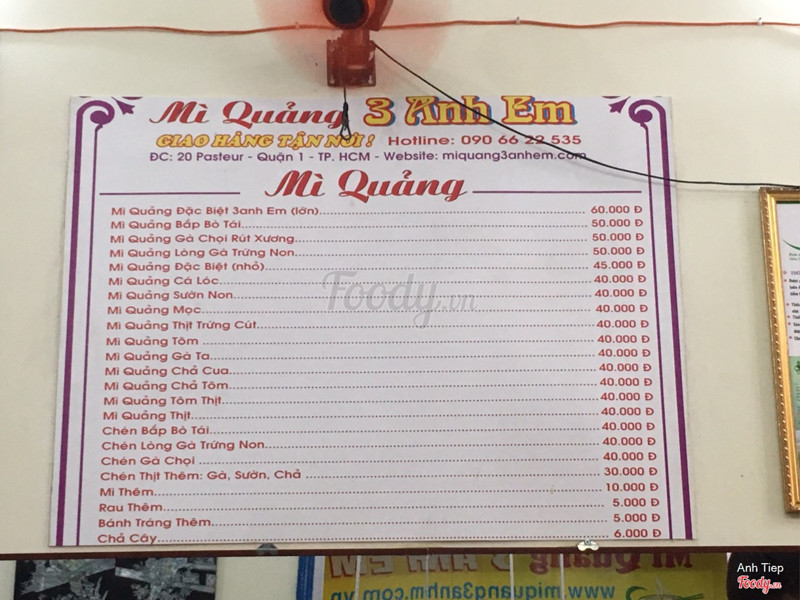 Mì Quảng 3 Anh Em
GIAO HÀNG TẬN NƠI! Hotline: 090 66 22 535
ĐC: 20 Pasteur - Quận 1 - TP. HCM - Website: miquang3anhem.com
Mì Quảng
Mì Quảng Đặc Biệt 3anh Em (lớn) 60.000 Đ
Mì Quảng Bắp Bò Tái 50.000 Đ
Mì Quảng Gà Chọi Rút Xương 50.000 Đ
Mì Quảng Lòng Gà Trứng Non 50.000 Đ
Mì Quảng Đặc Biệt (nhỏ) 45.000 Đ
Mì Quảng Cá Lóc 40.000 Đ
Mì Quảng Sườn Non 40.000 Đ
Mì Quảng Mọc 40.000 Đ
Mì Quảng Thịt Trứng Cút 40.000 Đ
Mì Quảng Tôm 40.000 Đ
Mì Quảng Gà Ta 40.000 Đ
Mì Quảng Chả Cua 40.000 Đ
Mì Quảng Chả Tôm 40.000 Đ
Mì Quảng Tôm Thịt 40.000 Đ
Mì Quảng Thịt 40.000 Đ
Chén Bắp Bò Tái 40.000 Đ
Chén Lòng Gà Trứng Non 40.000 Đ
Chén Gà Chọi 40.000 Đ
Chén Thịt Thêm: Gà, Sườn, Chả 30.000 Đ
Mì Thêm 10.000 Đ
Rau Thêm 5.000 Đ
Bánh Tráng Thêm 5.000 Đ
Chả Cây 6.000 Đ
Foody.vn
Mì Quảng 3 ANH EM
www.miquang3anhem.com.vn
Anh Tiep
Foody.vn